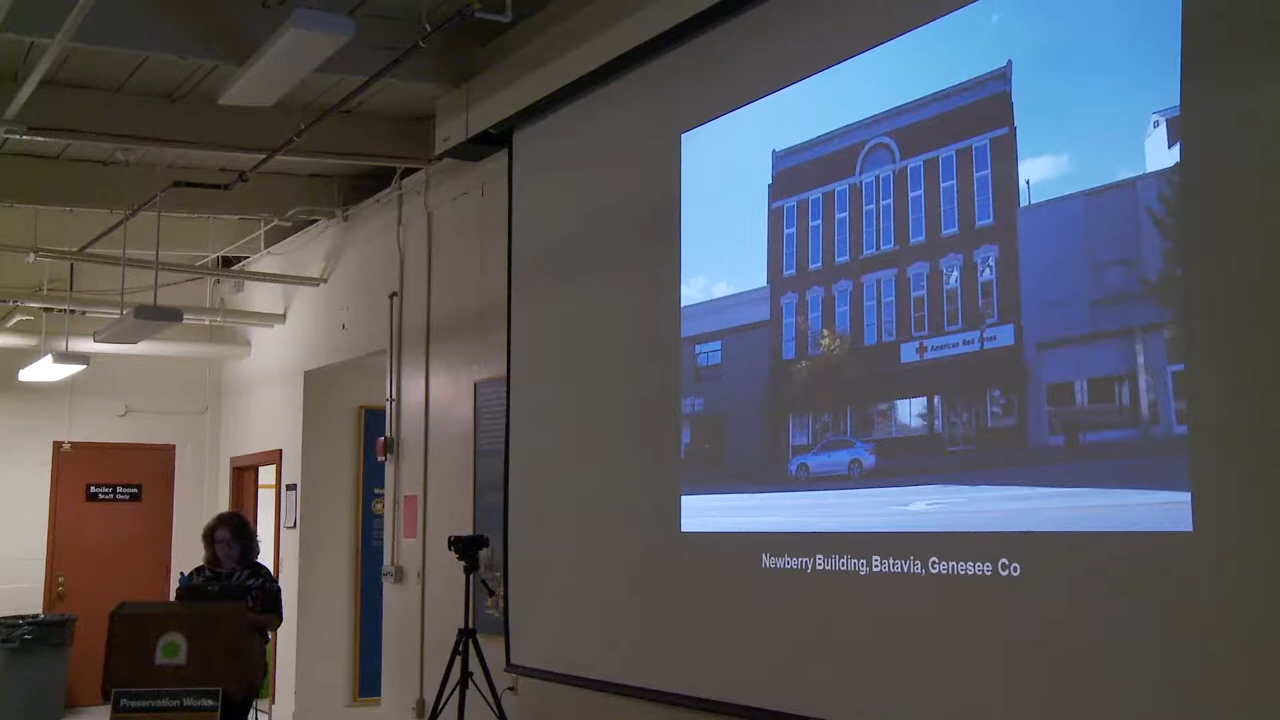 American Red Cross
Newberry Building, Batavia, Genesee Co
Boiler Room
Staff Only
Preservation Works